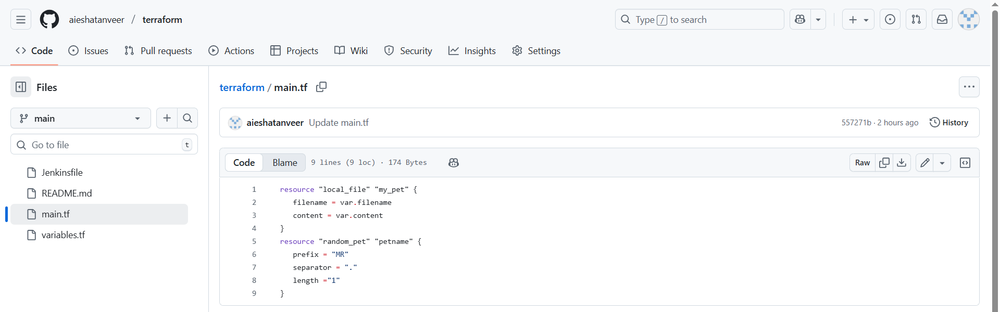 aieshatanveer / terraform
Type / to search
Code Issues Pull requests Actions Projects Wiki Security Insights Settings
Files
main
Go to file t
Jenkinsfile
README.md
main.tf
variables.tf
terraform / main.tf
aieshatanveer Update main.tf
557271b · 2 hours ago History
Code Blame 9 lines (9 loc) · 174 Bytes
Raw
1 resource "local_file" "my_pet" {
2 filename = var.filename
3 content = var.content
4 }
5 resource "random_pet" "petname" {
6 prefix = "MR"
7 separator = "."
8 length ="1"
9 }